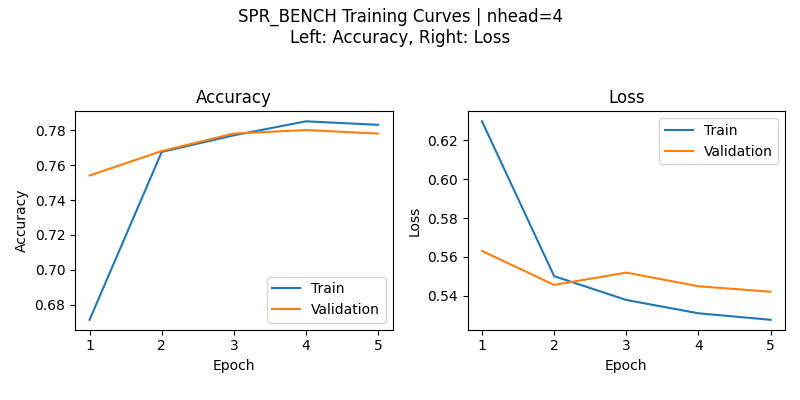 SPR_BENCH Training Curves | nhead=4
Left: Accuracy, Right: Loss
Accuracy
Accuracy
0.78
0.76
0.74
0.72
0.70
0.68
1 2 3 4 5
Epoch
Train
Validation
Loss
Loss
0.62
0.60
0.58
0.56
0.54
1 2 3 4 5
Epoch
Train
Validation